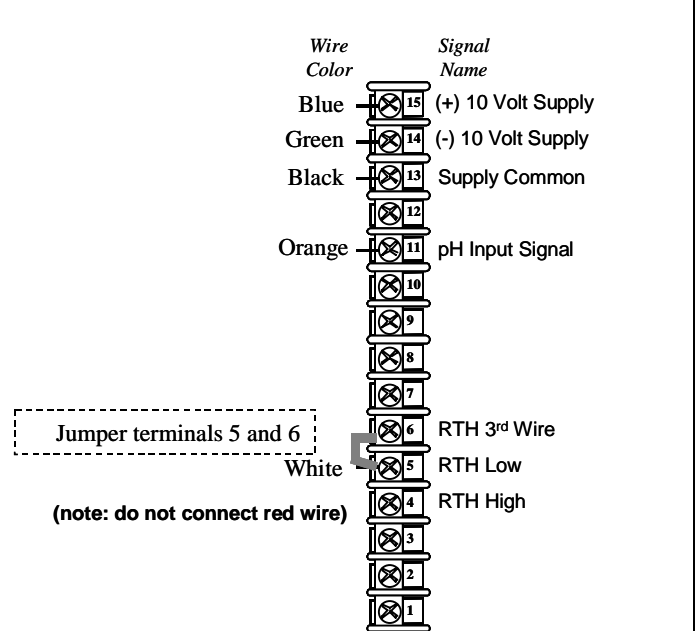 Wire Signal
Color Name
Blue 15 (+) 10 Volt Supply
Green 14 (-) 10 Volt Supply
Black 13 Supply Common
12
Orange 11 pH Input Signal
10
9
8
7
Jumper terminals 5 and 6 6 RTH 3rd Wire
White 5 RTH Low
(note: do not connect red wire) 4 RTH High
3
2
1